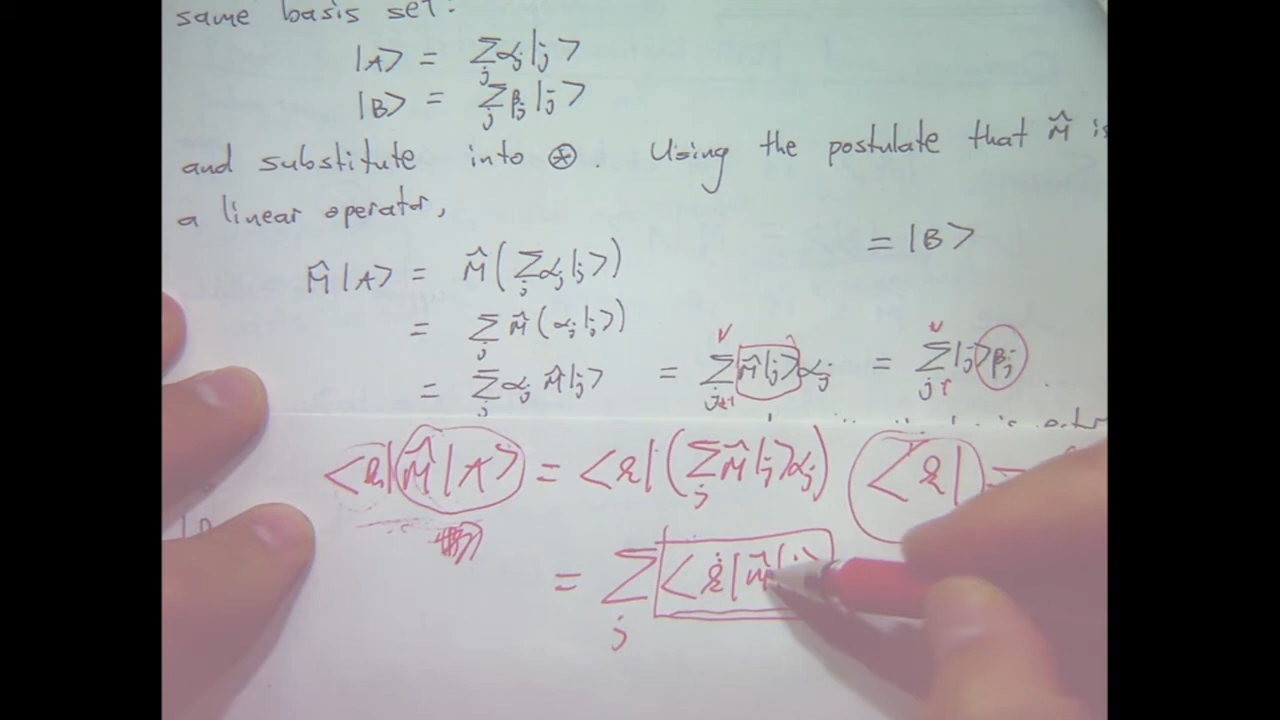 same basis set:
|A> = Σ_j α_j |j>
|B> = Σ_j β_j |j>
and substitute into ⊛. Using the postulate that M̂ is
a linear operator,
= |B>
M̂ |A> = M̂ (Σ_j α_j |j>)
= Σ_j M̂ (α_j |j>)
= Σ_j α_j M̂ |j> = Σ_j M̂ |j> α_j = Σ_j |j> β_j
<k| M̂ |A> = <k| (Σ_j M̂ |j> α_j) <k|
= Σ_j <k| M̂ |j>